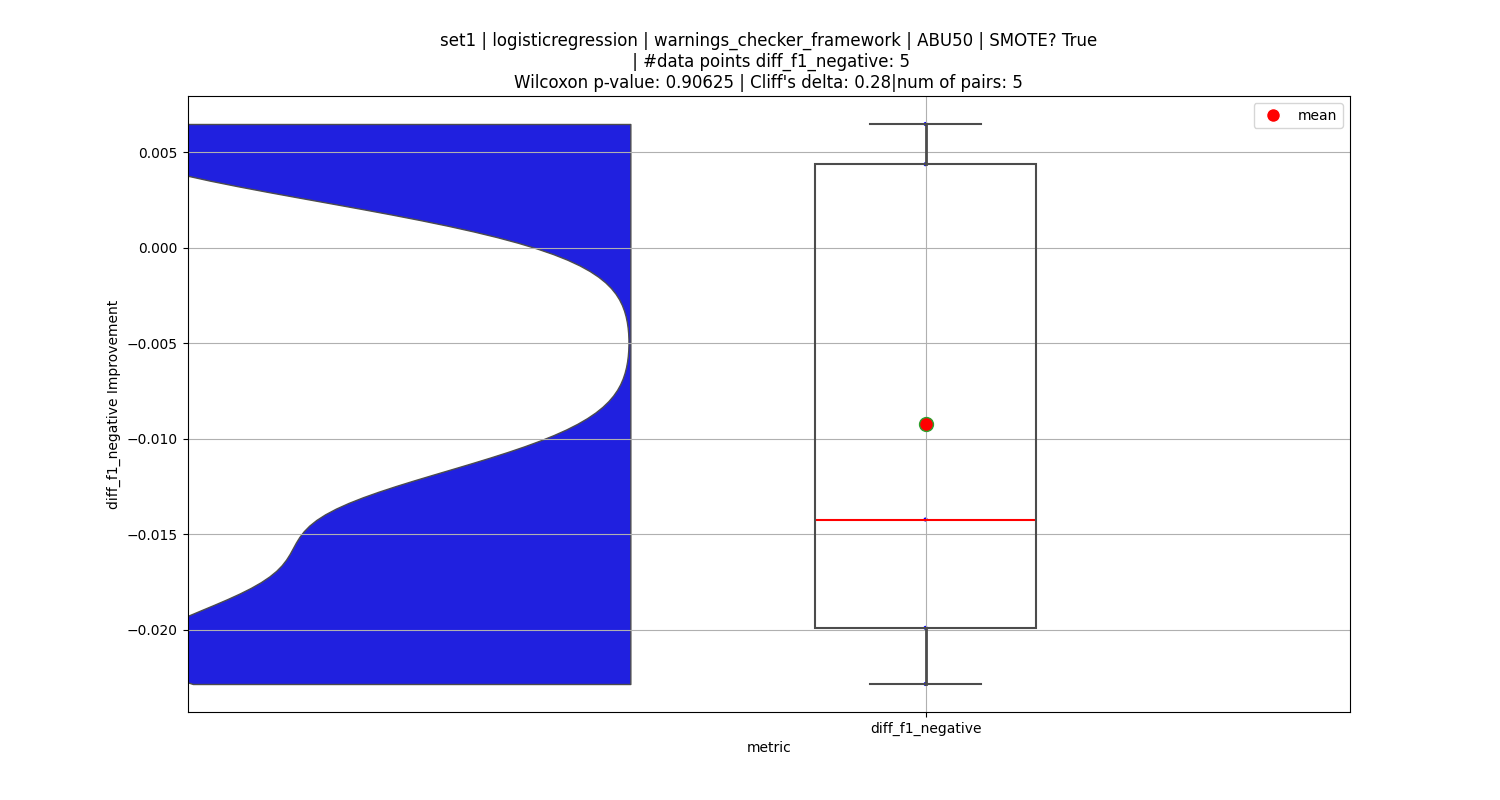 set1 | logisticregression | warnings_checker_framework | ABU50 | SMOTE? True
| #data points diff_f1_negative: 5
Wilcoxon p-value: 0.90625 | Cliff's delta: 0.28|num of pairs: 5
mean
0.005
0.000
−0.005
−0.010
−0.015
−0.020
diff_f1_negative Improvement
diff_f1_negative
metric